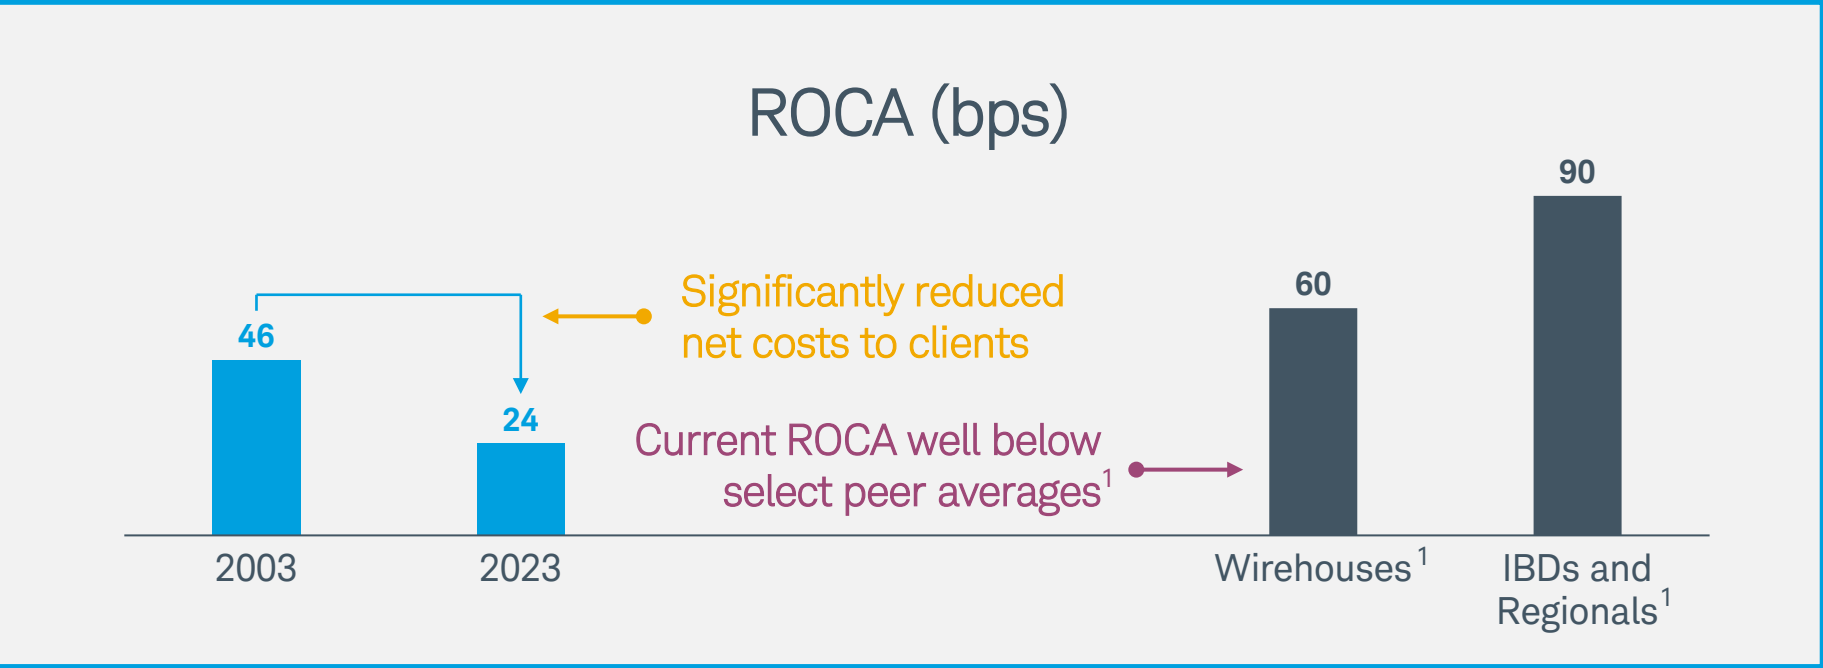 ROCA (bps)
46
24
Significantly reduced
net costs to clients
Current ROCA well below
select peer averages1
60
90
2003
2023
Wirehouses1
IBDs and
Regionals1